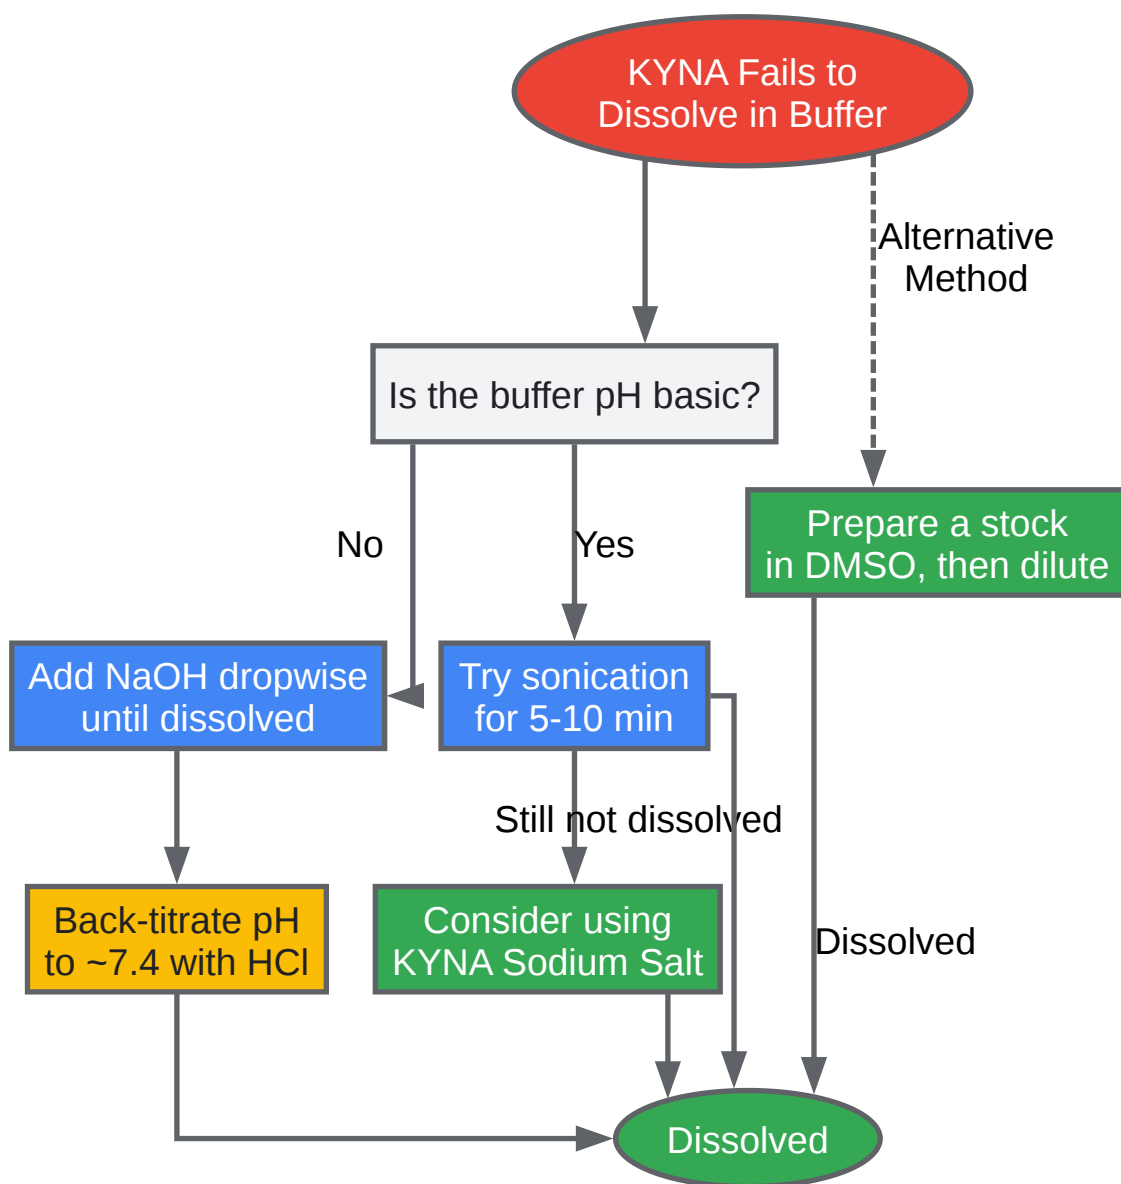 KYNA Fails to
Dissolve in Buffer
Alternative
Method
Is the buffer pH basic?
Prepare a stock
in DMSO, then dilute
No
Yes
Add NaOH dropwise
until dissolved
Try sonication
for 5-10 min
Still not dissolved
Back-titrate pH
to ~7.4 with HCl
Consider using
KYNA Sodium Salt
Dissolved
Dissolved